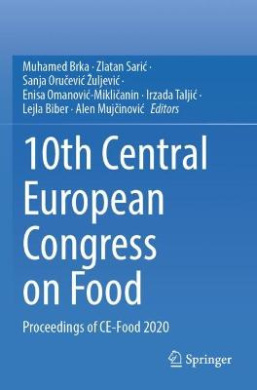 Muhamed Brka · Zlatan Sarić ·
Sanja Oručević Žuljević ·
Enisa Omanović-Mikličanin · Irzada Taljić ·
Lejla Biber · Alen Mujčinović Editors
10th Central
European
Congress
on Food
Proceedings of CE-Food 2020
Springer